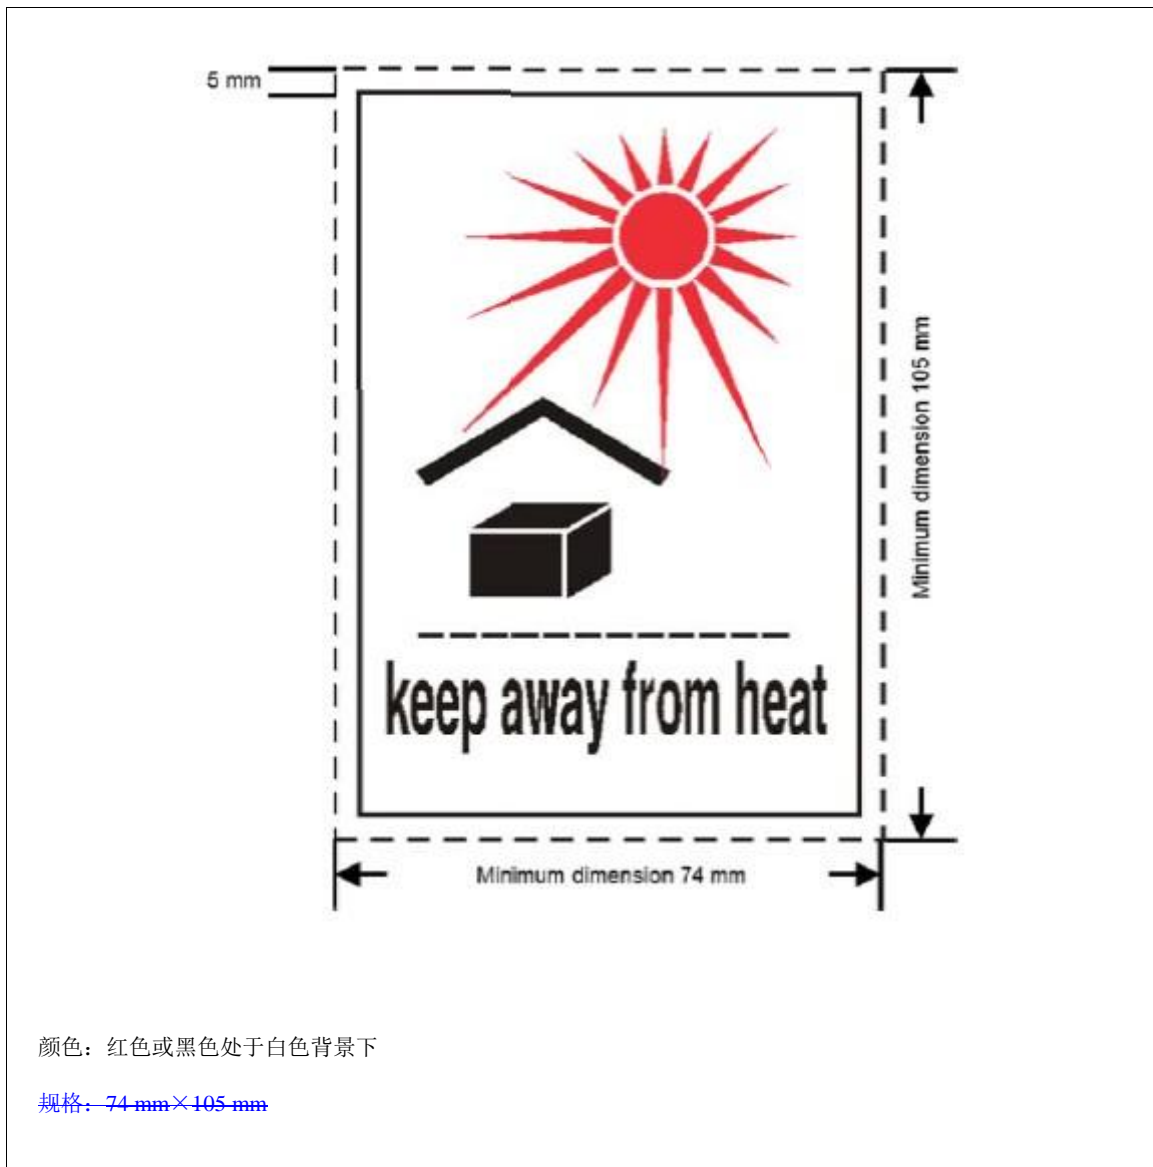 5 mm
Minimum dimension 105 mm
keep away from heat
Minimum dimension 74 mm
颜色：红色或黑色处于白色背景下
规格：74 mm×105 mm